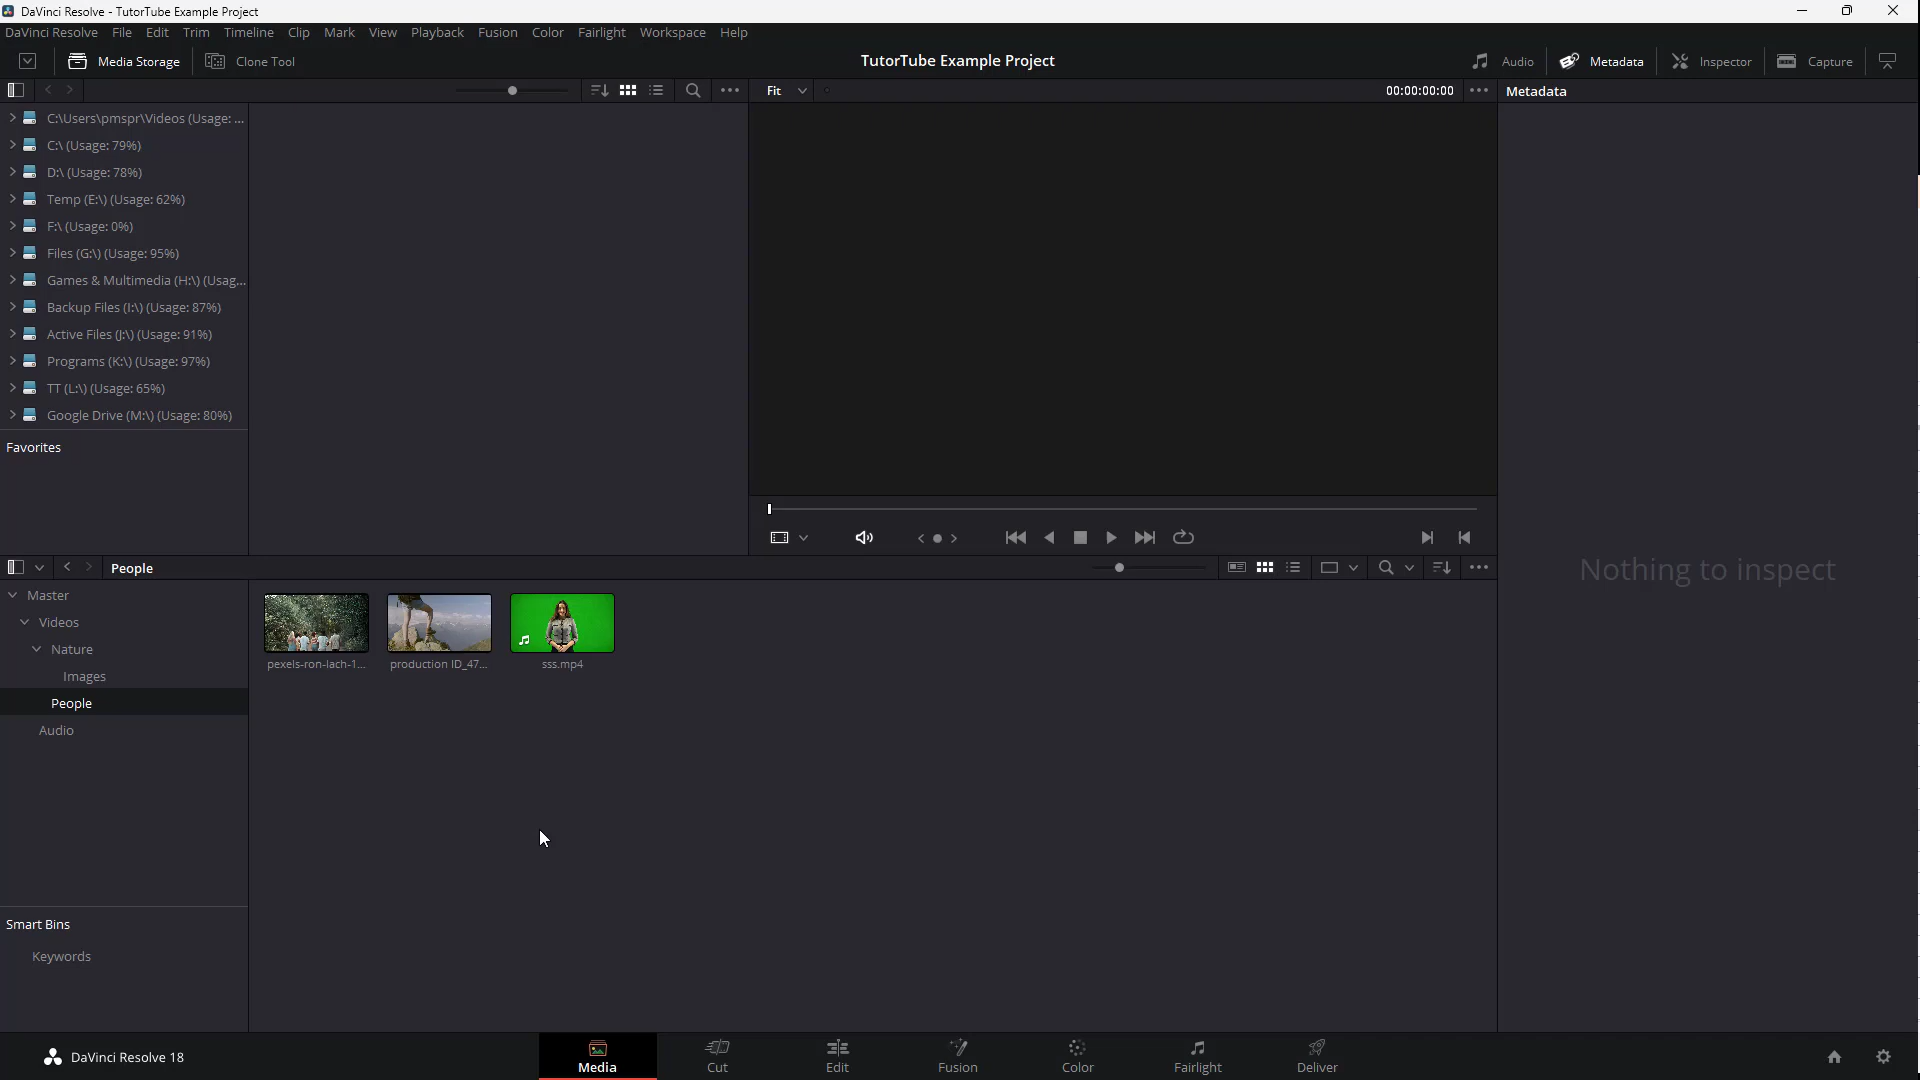 DaVinci Resolve - TutorTube Example Project
DaVinci Resolve File Edit Trim Timeline Clip Mark View Playback Fusion Color Fairlight Workspace Help
Media Storage Clone Tool TutorTube Example Project Audio Metadata Inspector Capture
Fit 00:00:00:00 Metadata
C:\Users\pmspr\Videos (Usage: ...
C:\ (Usage: 79%)
D:\ (Usage: 78%)
Temp (E:\) (Usage: 62%)
F:\ (Usage: 0%)
Files (G:\) (Usage: 95%)
Games & Multimedia (H:\) (Usag...
Backup Files (I:\) (Usage: 87%)
Active Files (J:\) (Usage: 91%)
Programs (K:\) (Usage: 97%)
TT (L:\) (Usage: 65%)
Google Drive (M:\) (Usage: 80%)
Favorites
Nothing to inspect
People
Master
Videos
Nature
Images
People
Audio
pexels-ron-lach-1... production ID_47... sss.mp4
Smart Bins
Keywords
DaVinci Resolve 18
Media Cut Edit Fusion Color Fairlight Deliver